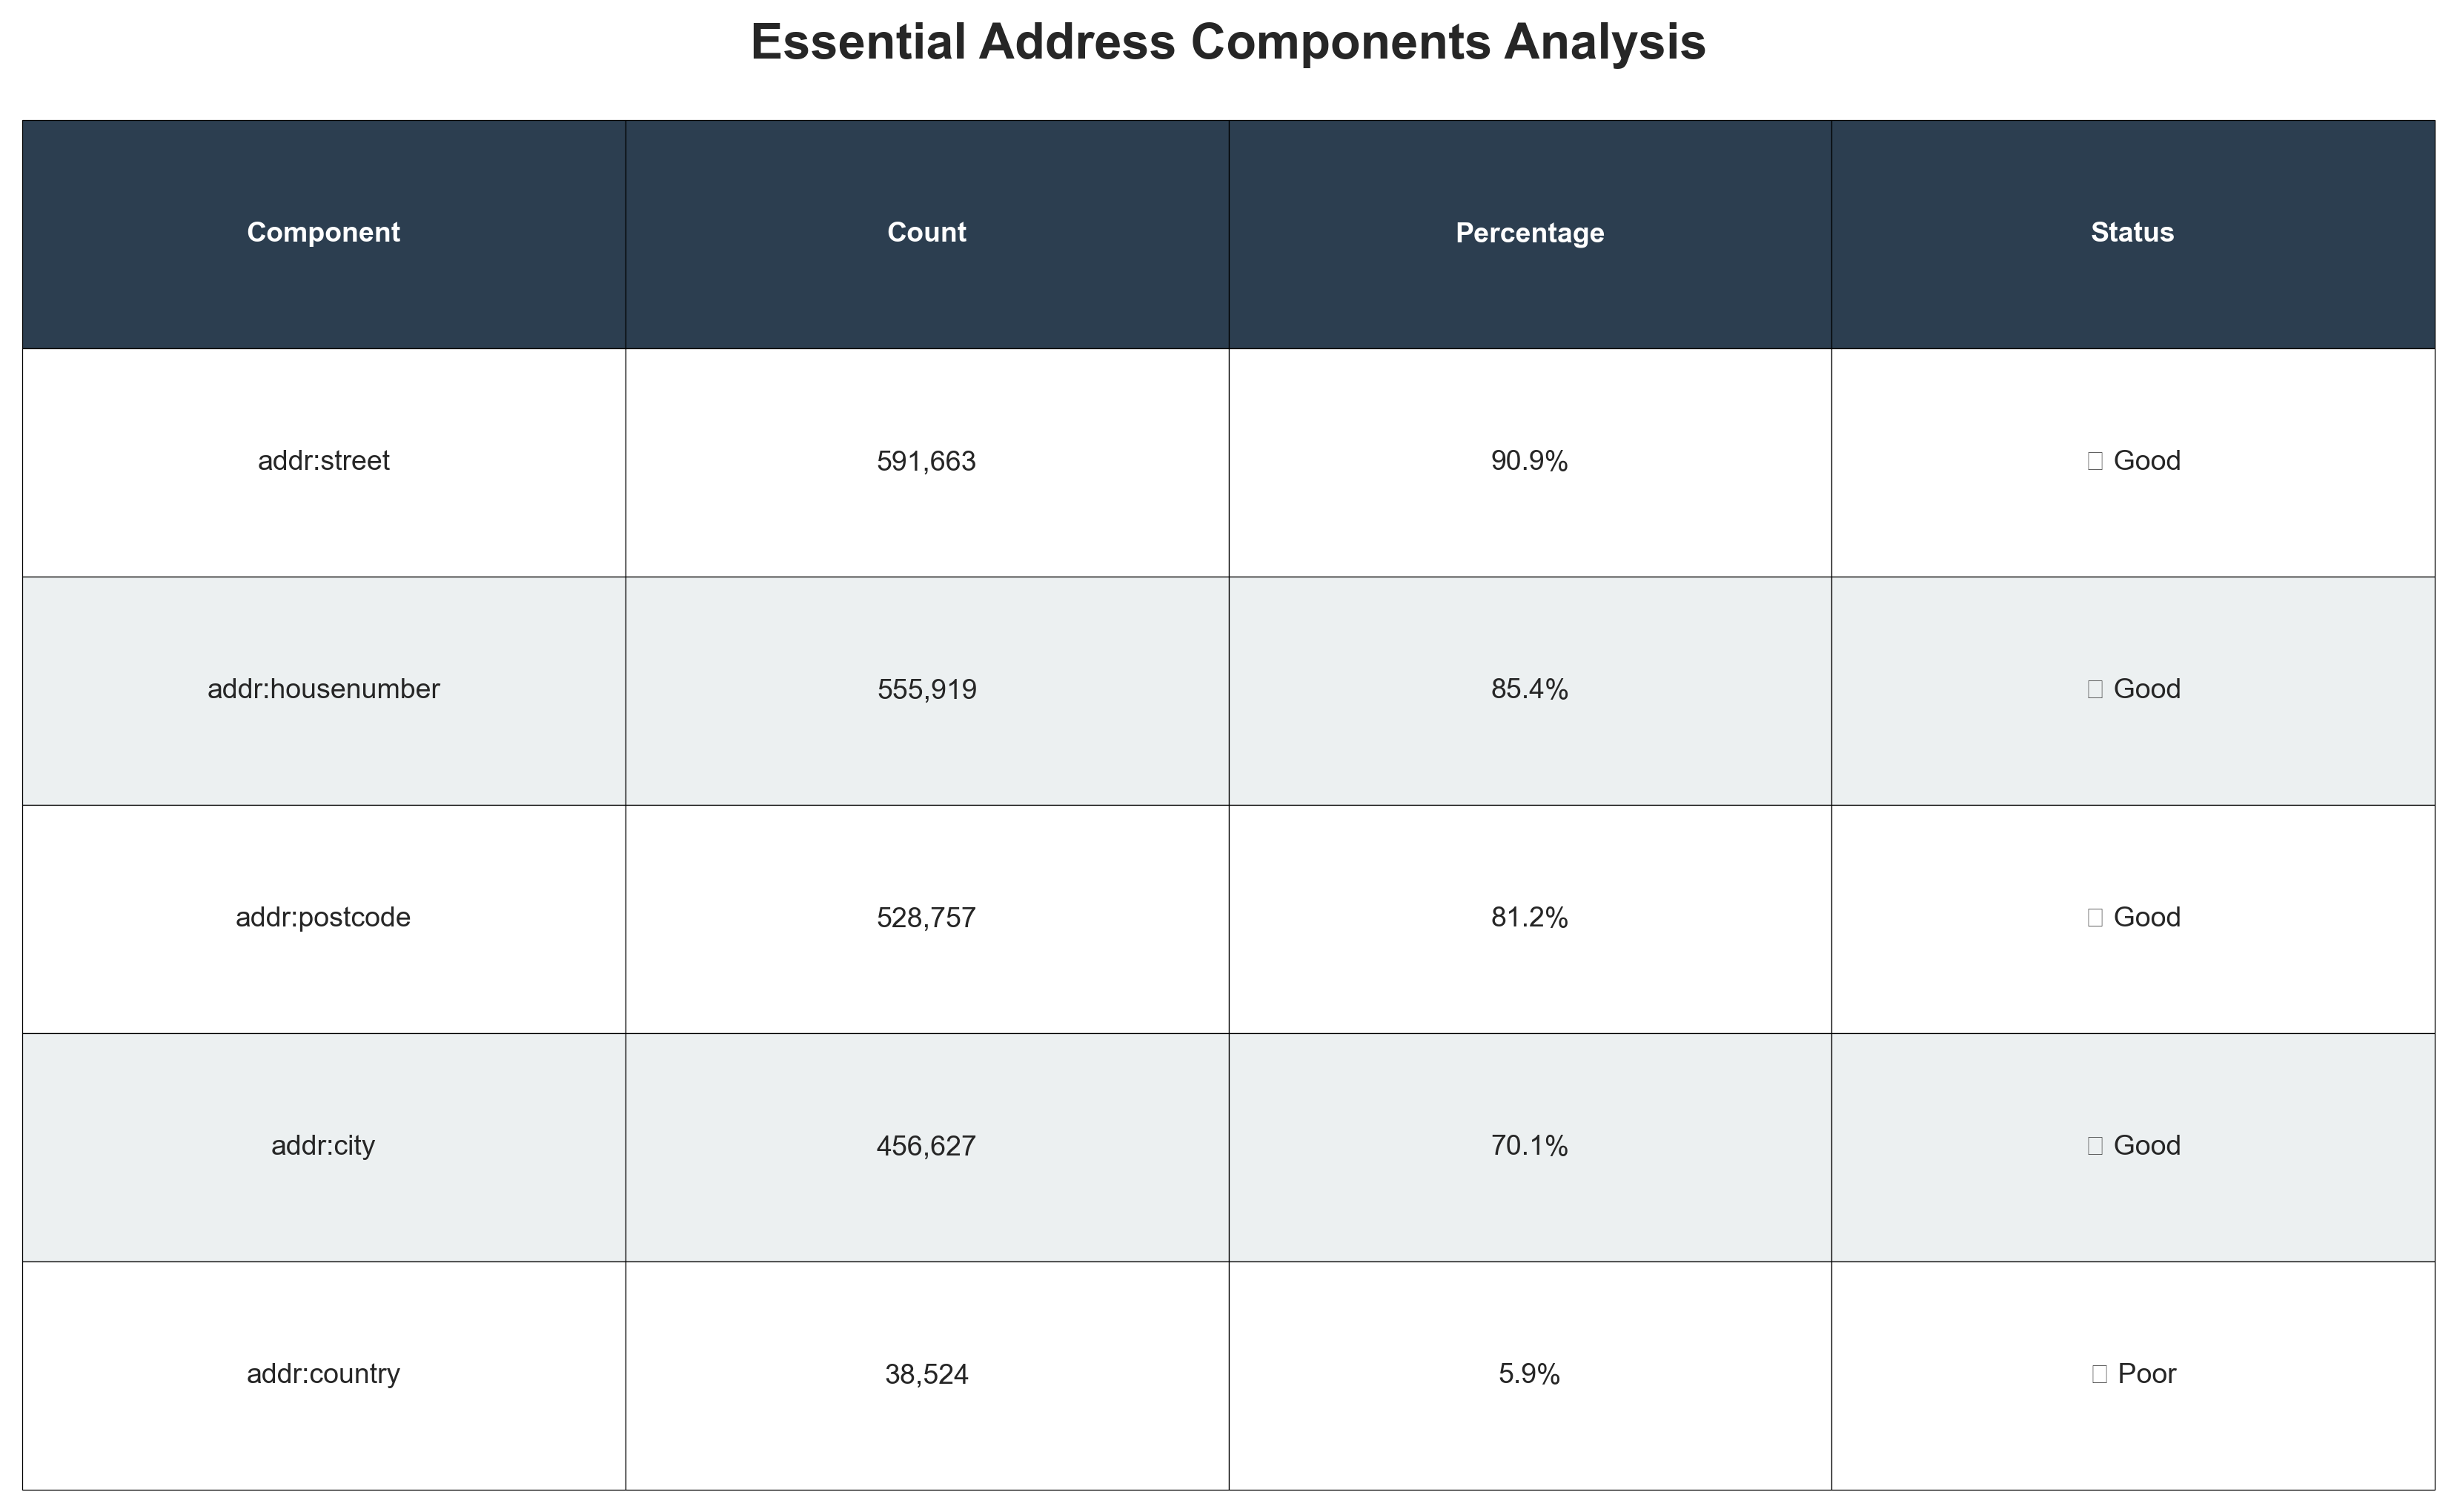 Essential Address Components Analysis
Component Count Percentage Status
addr:street 591,663 90.9% Good
addr:housenumber 555,919 85.4% Good
addr:postcode 528,757 81.2% Good
addr:city 456,627 70.1% Good
addr:country 38,524 5.9% Poor